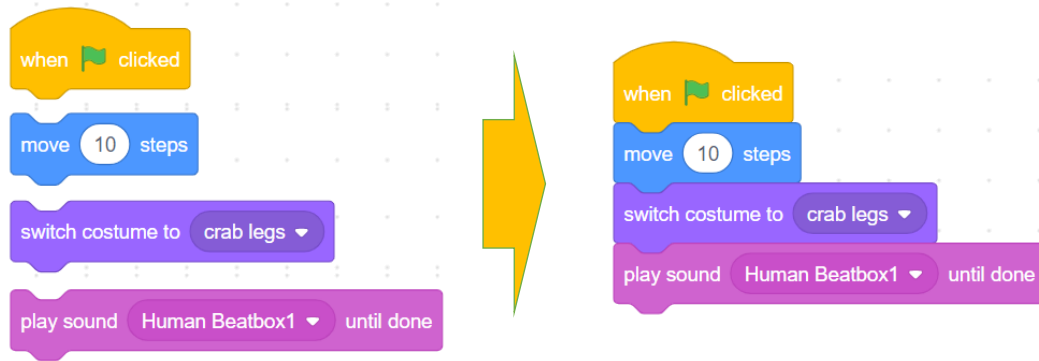 when clicked
move 10 steps
switch costume to crab legs
play sound Human Beatbox1 until done
when clicked
move 10 steps
switch costume to crab legs
play sound Human Beatbox1 until done